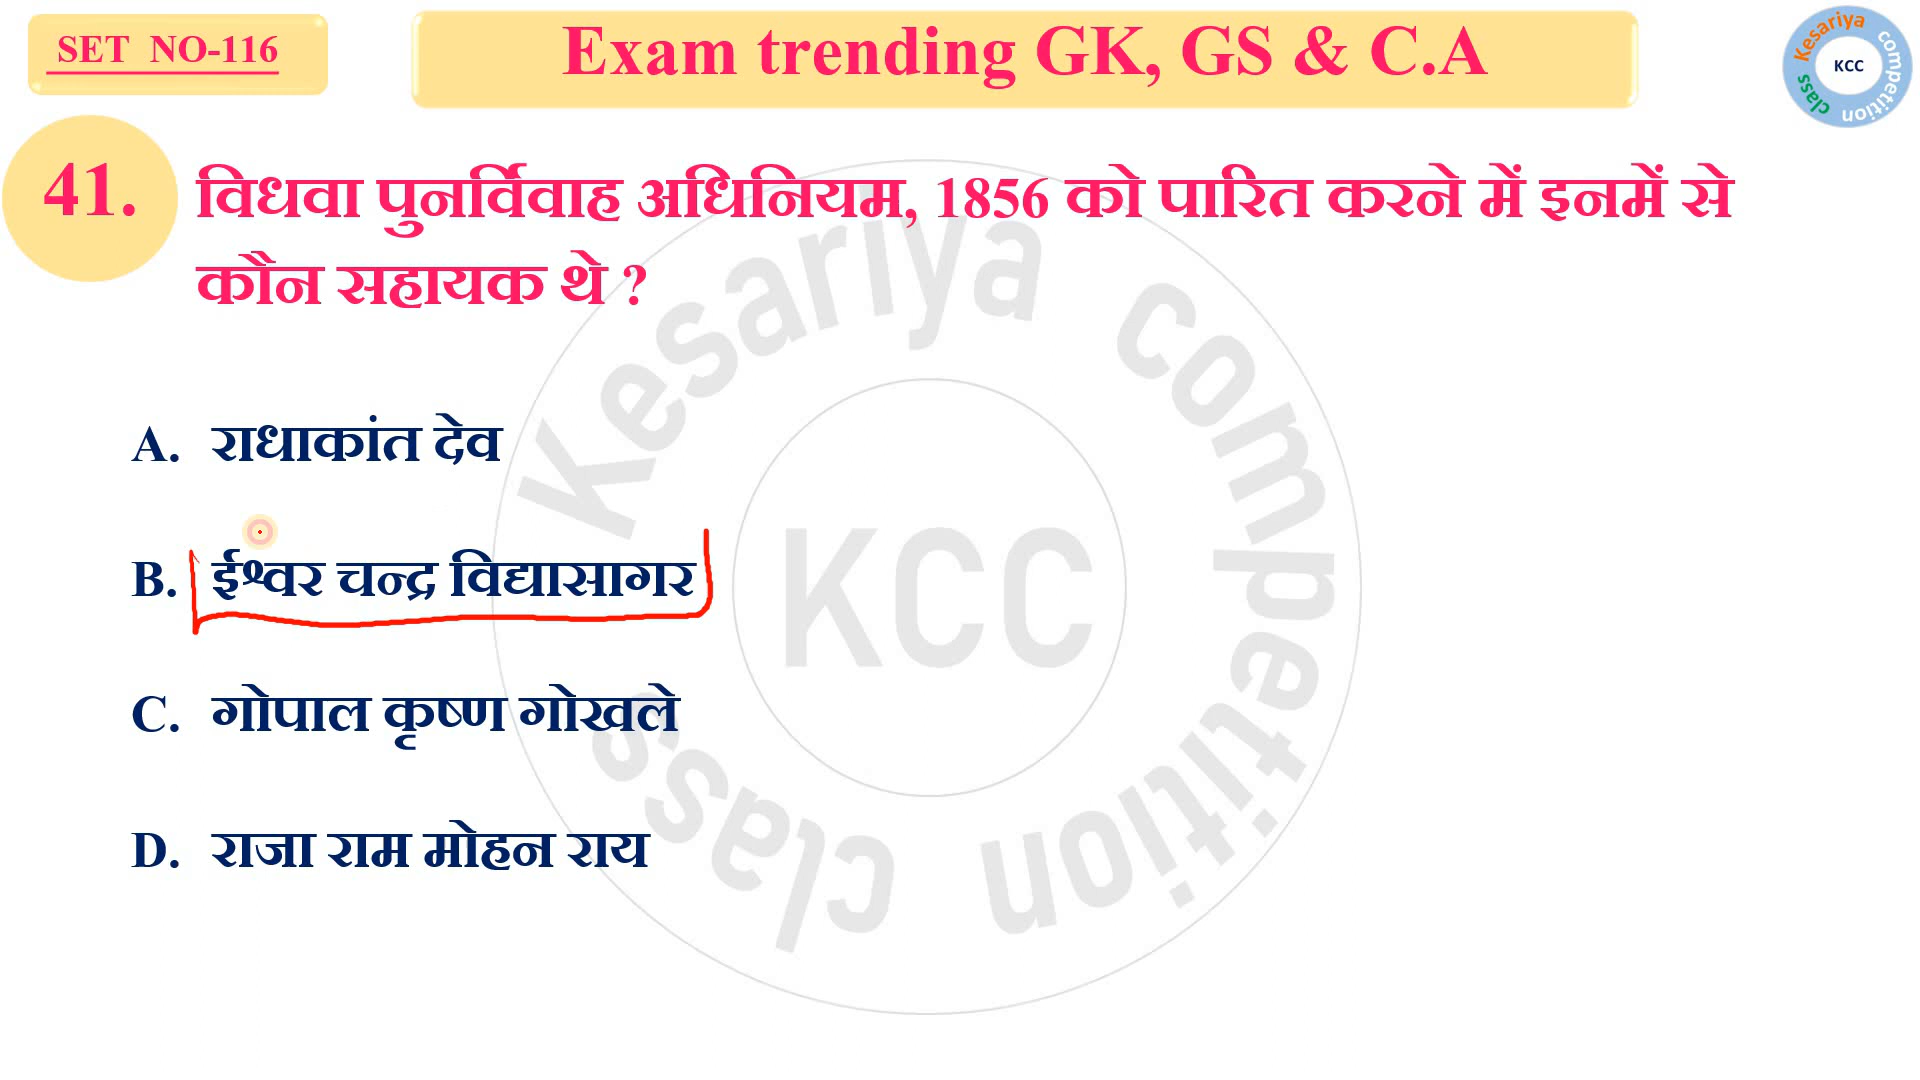 SET NO-116
Exam trending GK, GS & C.A
Kesariya competition class
KCC
41. विधवा पुनर्विवाह अधिनियम, 1856 को पारित करने में इनमें से
कौन सहायक थे ?
A. राधाकांत देव
B. ईश्वर चन्द्र विद्यासागर
C. गोपाल कृष्ण गोखले
D. राजा राम मोहन राय
Kesariya competition class
KCC